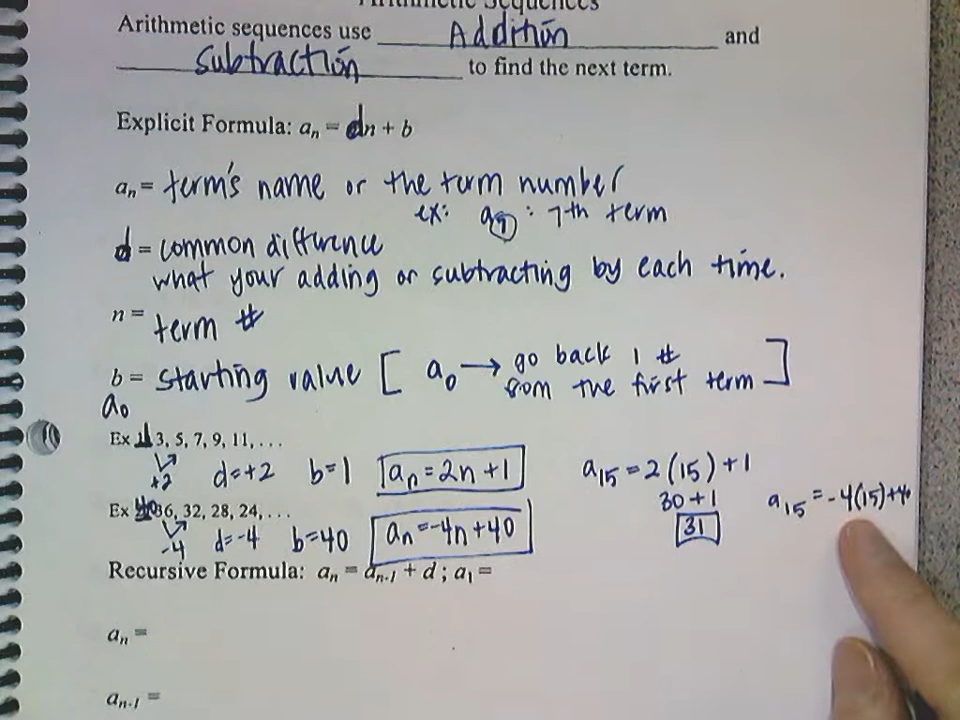 Arithmetic Sequences
Arithmetic sequences use Addition and
Subtraction to find the next term.
Explicit Formula: aₙ = dn + b
aₙ = term's name or the term number
ex: a₇ : 7th term
d = common difference
what your adding or subtracting by each time.
n = term #
b = starting value [ a₀ → go back 1 #
from the first term ]
a₀
Ex 3, 5, 7, 9, 11, . . .
+2 d=+2 b=1 aₙ=2n+1 a₁₅=2(15)+1
30+1
31
Ex 36, 32, 28, 24, . . .
-4 d=-4 b=40 aₙ=-4n+40 a₁₅=-4(15)+40
Recursive Formula: aₙ = aₙ₋₁ + d ; a₁ =
aₙ =
aₙ₋₁ =